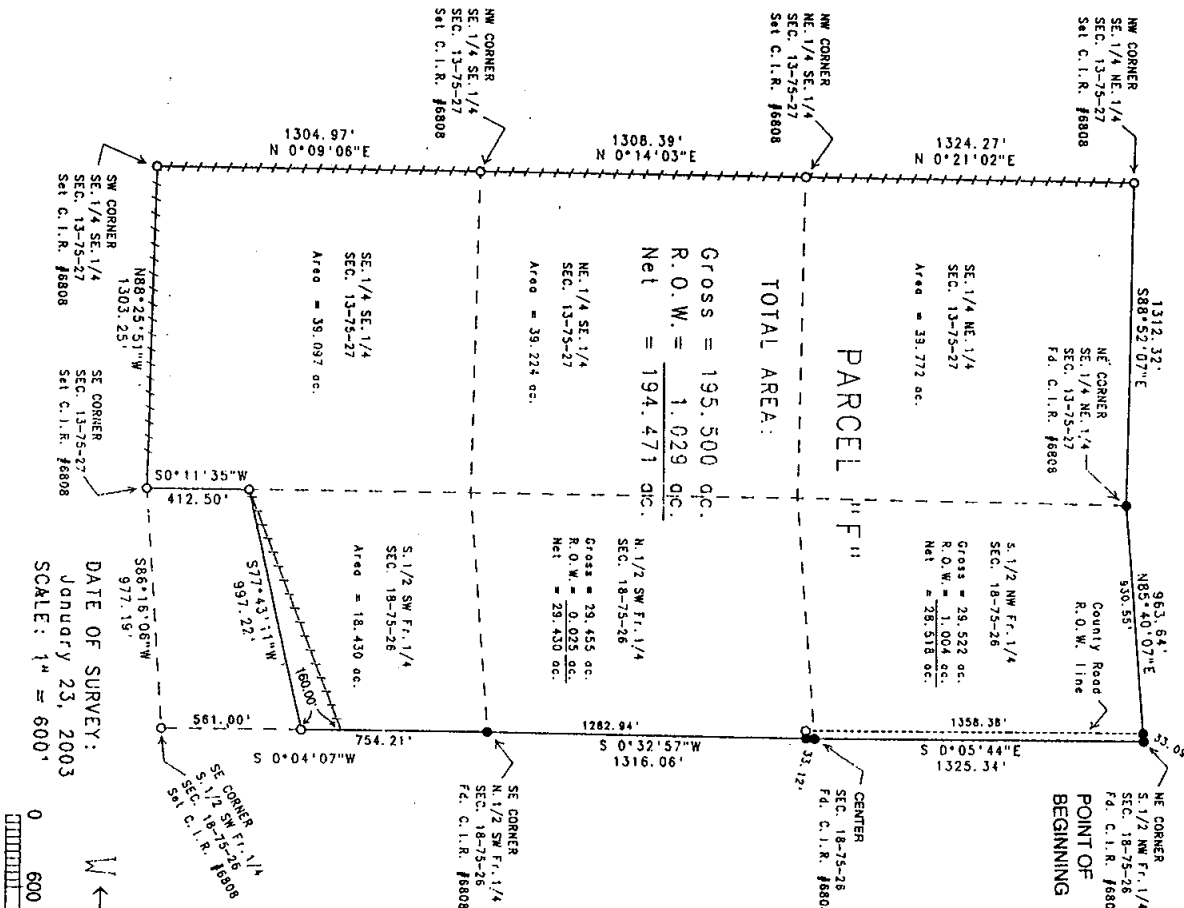 NW CORNER
SE. 1/4 SE. 1/4
SEC. 13-75-27
Set C.I.R. #6808
NW CORNER
NE. 1/4 SE. 1/4
SEC. 13-75-27
Set C.I.R. #6808
NW CORNER
SE. 1/4 NE. 1/4
SEC. 13-75-27
Set C.I.R. #6808
1304.97'
N 0°09'06"E
1308.39'
N 0°14'03"E
1324.27'
N 0°21'02"E
1312.32'
S88°52'07"E
NE CORNER
SE. 1/4 NE. 1/4
SEC. 13-75-27
Fd. C.I.R. #6808
SW CORNER
SE. 1/4 SE. 1/4
SEC. 13-75-27
Set C.I.R. #6808
N88°25'51"W
1303.25'
SE CORNER
SEC. 13-75-27
Set C.I.R. #6808
SE. 1/4 SE. 1/4
SEC. 13-75-27
Area = 39.097 ac.
NE. 1/4 SE. 1/4
SEC. 13-75-27
Area = 39.224 ac.
SE. 1/4 NE. 1/4
SEC. 13-75-27
Area = 39.772 ac.
PARCEL "F"
TOTAL AREA:
Gross = 195.500 ac.
R.O.W. = 1.029 ac.
Net = 194.471 ac.
963.64'
N85°40'07"E
930.55'
County Road
R.O.W. line
33.09
S. 1/2 NW Fr. 1/4
SEC. 18-75-26
Gross = 29.522 ac.
R.O.W. = 1.004 ac.
Net = 28.518 ac.
N. 1/2 SW Fr. 1/4
SEC. 18-75-26
Gross = 29.455 ac.
R.O.W. = 0.025 ac.
Net = 29.430 ac.
S. 1/2 SW Fr. 1/4
SEC. 18-75-26
Area = 18.430 ac.
S0°11'35"W
412.50'
S77°43'11"W
997.22'
160.00'
S86°16'06"W
977.19'
561.00'
754.21'
S 0°04'07"W
1282.94'
S 0°32'57"W
1316.06'
33.12'
1358.38'
S 0°05'44"E
1325.34'
NE CORNER
S. 1/2 NW Fr. 1/4
SEC. 18-75-26
Fd. C.I.R. #680
POINT OF
BEGINNING
CENTER
SEC. 18-75-26
Fd. C.I.R. #680
SE CORNER
N. 1/2 SW Fr. 1/4
SEC. 18-75-26
Fd. C.I.R. #6808
SE CORNER
S. 1/2 SW Fr. 1/4
SEC. 18-75-26
Set C.I.R. #6808
DATE OF SURVEY:
January 23, 2003
SCALE: 1" = 600'
W
0 600